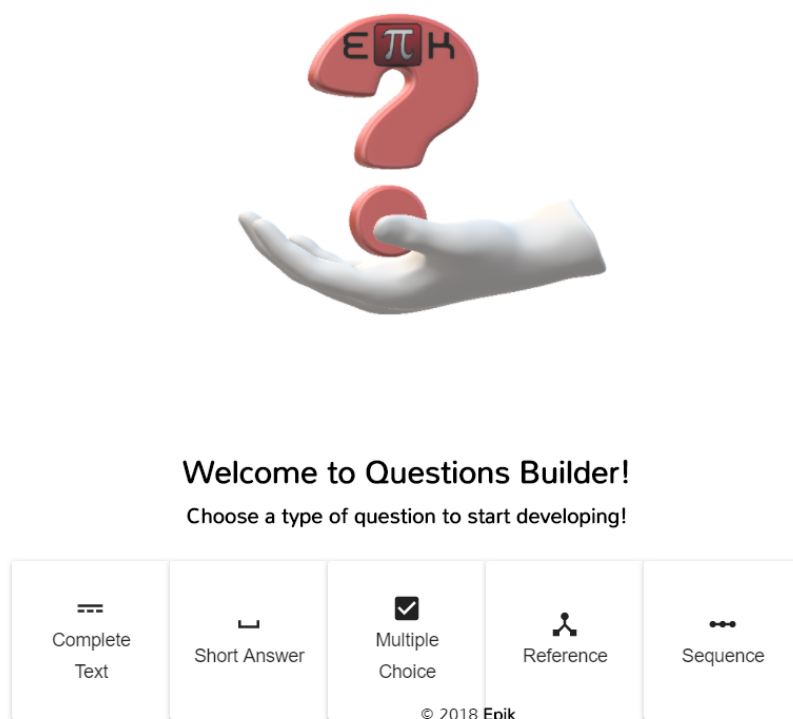 επκ
Welcome to Questions Builder!
Choose a type of question to start developing!
Complete
Text
Short Answer
Multiple
Choice
Reference
Sequence
© 2018 Epik